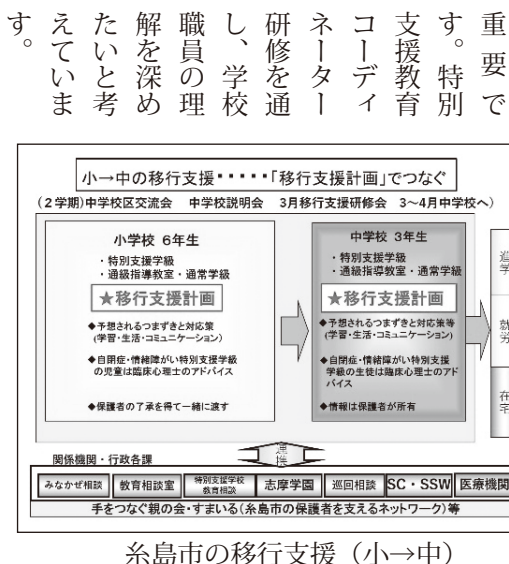 重要で
す。特別
支援教育
コーディ
ネーター
研修を通
し、学校
職員の理
解を深め
たいと考
えていま
す。
小→中の移行支援・・・・・「移行支援計画」でつなぐ
(2学期)中学校区交流会 中学校説明会 3月移行支援研修会 3～4月中学校へ)
小学校 6年生
・特別支援学級
・通級指導教室・通常学級
★移行支援計画
◆予想されるつまずきと対応策
(学習・生活・コミュニケーション)
◆自閉症・情緒障がい特別支援学級
の児童は臨床心理士のアドバイス
◆保護者の了承を得て一緒に渡す
中学校 3年生
・特別支援学級
・通級指導教室・通常学級
★移行支援計画
◆予想されるつまずきと対応策等
(学習・生活・コミュニケーション)
◆自閉症・情緒障がい特別支援
学級の生徒は臨床心理士のアド
バイス
◆情報は保護者が所有
進学
就労
在宅
連携
関係機関・行政各課
みなかぜ相談
教育相談室
特別支援学校
教育相談
志摩学園
巡回相談
SC・SSW
医療機関
手をつなぐ親の会・すまいる(糸島市の保護者を支えるネットワーク)等
糸島市の移行支援（小→中）